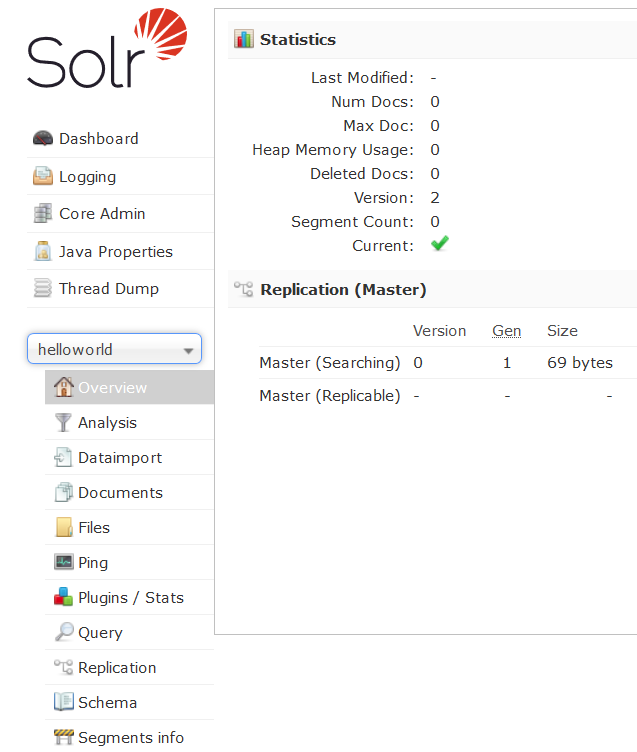 Solr
Dashboard
Logging
Core Admin
Java Properties
Thread Dump
helloworld
Overview
Analysis
Dataimport
Documents
Files
Ping
Plugins / Stats
Query
Replication
Schema
Segments info
Statistics
Last Modified: -
Num Docs: 0
Max Doc: 0
Heap Memory Usage: 0
Deleted Docs: 0
Version: 2
Segment Count: 0
Current:
Replication (Master)
Version Gen Size
Master (Searching) 0 1 69 bytes
Master (Replicable) - - -